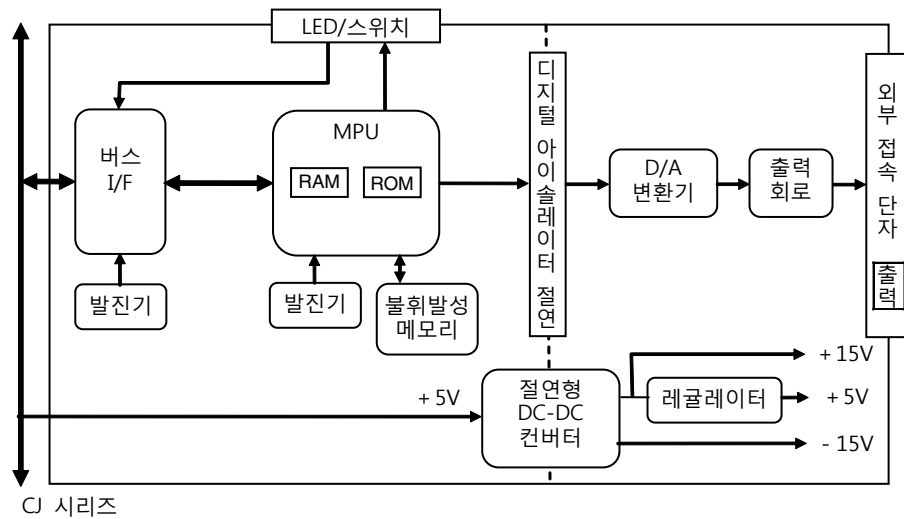 LED/스위치
버스
I/F
MPU
RAM
ROM
디지털 아이솔레이터 절연
D/A
변환기
출력
회로
외부 접속 단자
출력
발진기
발진기
불휘발성
메모리
+ 5V
절연형
DC-DC
컨버터
+ 15V
레귤레이터
+ 5V
- 15V
CJ 시리즈